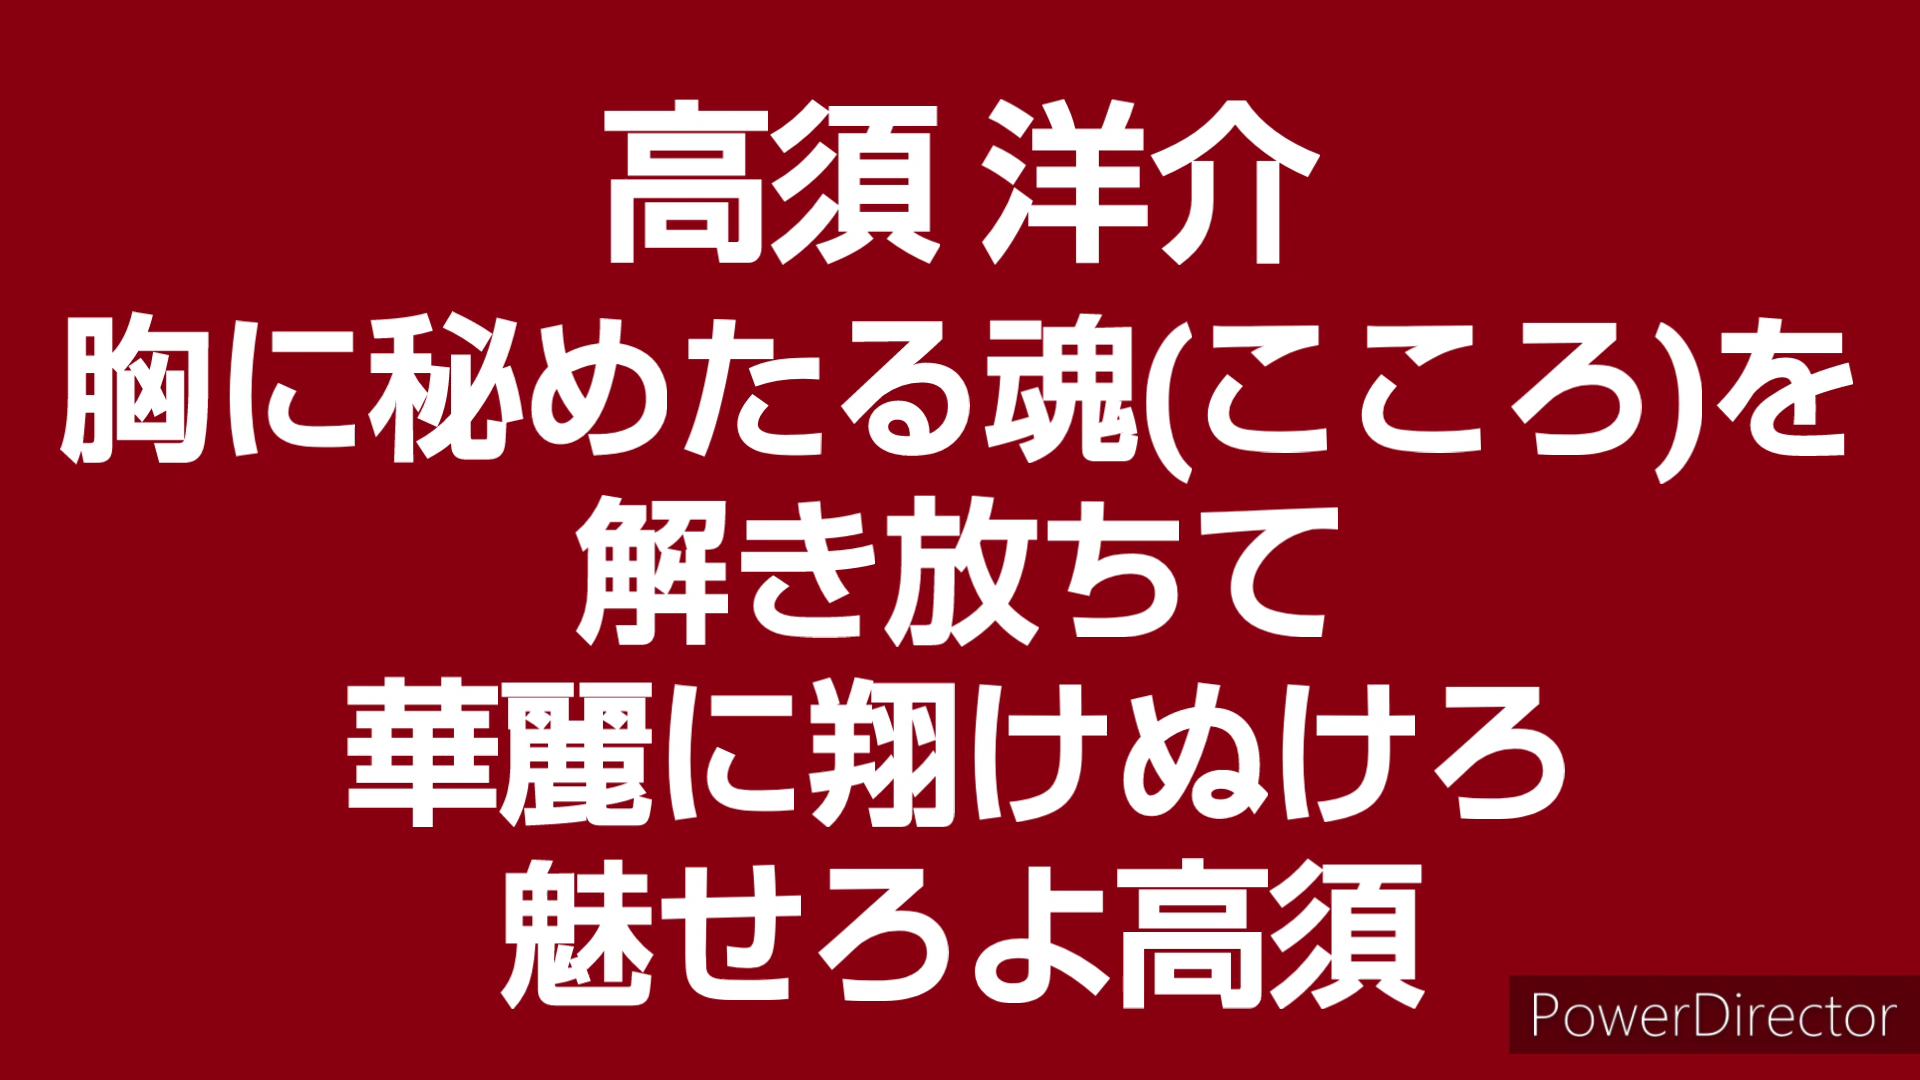 高須 洋介
胸に秘めたる魂(こころ)を
解き放ちて
華麗に翔けぬけろ
魅せろよ高須
PowerDirector